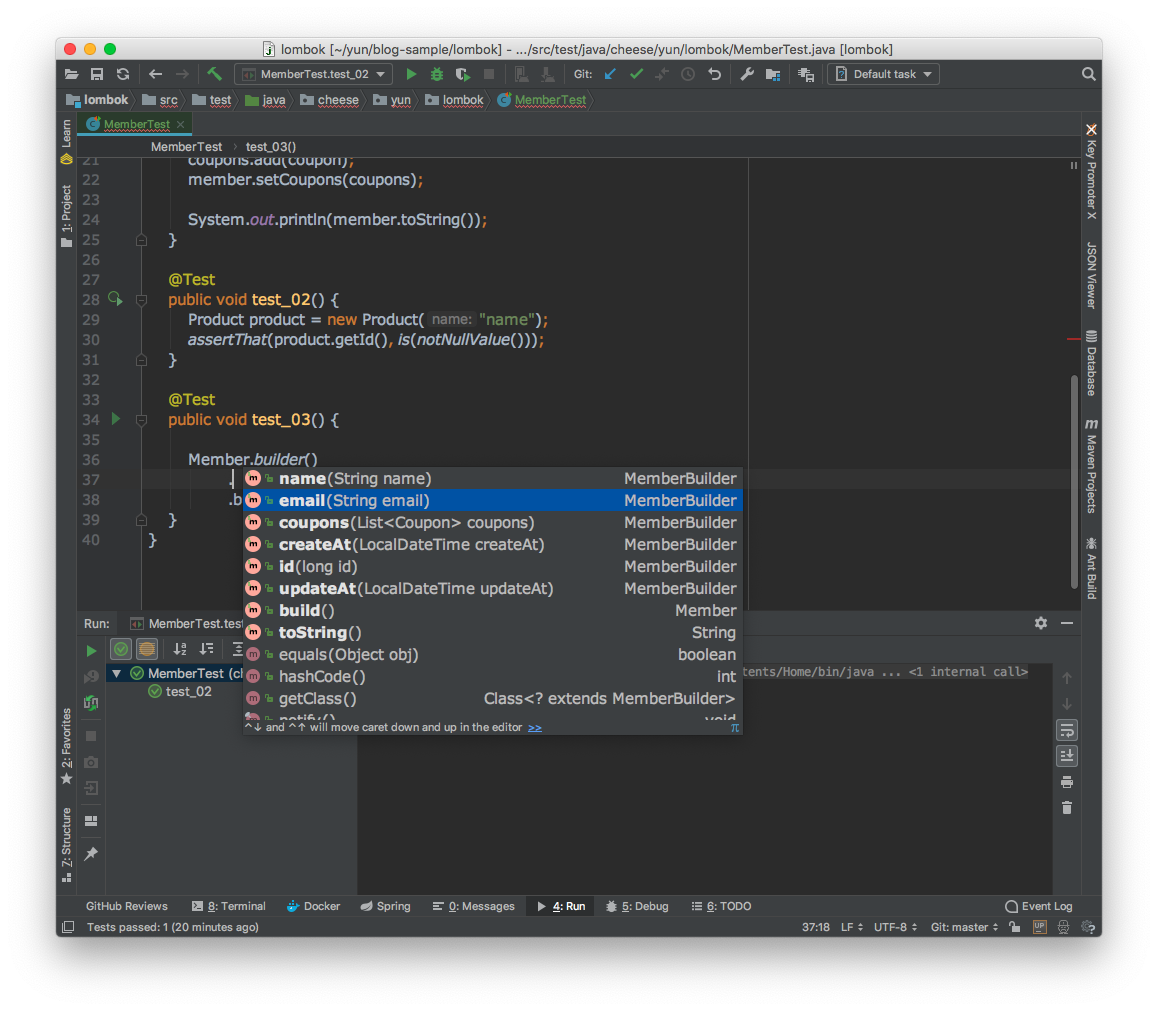 lombok [~/yun/blog-sample/lombok] - .../src/test/java/cheese/yun/lombok/MemberTest.java [lombok]
MemberTest.test_02 Git: Default task
lombok src test java cheese yun lombok MemberTest
MemberTest
MemberTest test_03()
Learn
1: Project
2: Favorites
7: Structure
21 coupons.add(coupon);
22 member.setCoupons(coupons);
23
24 System.out.println(member.toString());
25 }
26
27 @Test
28 public void test_02() {
29 Product product = new Product( name: "name");
30 assertThat(product.getId(), is(notNullValue()));
31 }
32
33 @Test
34 public void test_03() {
35
36 Member.builder()
37 .
38 .b
39 }
40 }
name(String name) MemberBuilder
email(String email) MemberBuilder
coupons(List<Coupon> coupons) MemberBuilder
createAt(LocalDateTime createAt) MemberBuilder
id(long id) MemberBuilder
updateAt(LocalDateTime updateAt) MemberBuilder
build() Member
toString() String
equals(Object obj) boolean
hashCode() int
getClass() Class<? extends MemberBuilder>
notify() void
^↓ and ^↑ will move caret down and up in the editor >> π
Key Promoter X
JSON Viewer
Database
Maven Projects
Ant Build
Run: MemberTest.test
MemberTest (ch
test_02
tents/Home/bin/java ... <1 internal call>
GitHub Reviews 8: Terminal Docker Spring 0: Messages 4: Run 5: Debug 6: TODO Event Log
Tests passed: 1 (20 minutes ago) 37:18 LF UTF-8 Git: master UP